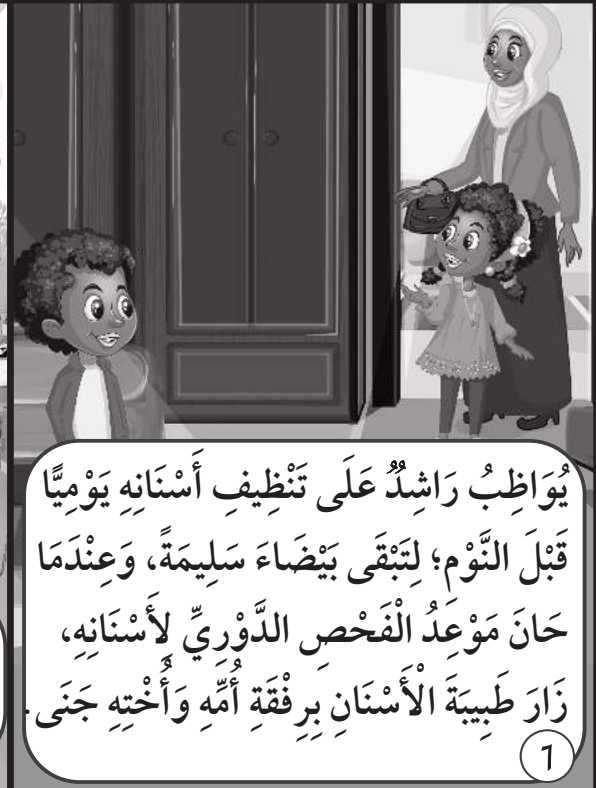 يُوَاظِبُ رَاشِدٌ عَلَى تَنْظِيفِ أَسْنَانِهِ يَوْمِيًّا
قَبْلَ النَّوْمِ؛ لِتَبْقَى بَيْضَاءَ سَلِيمَةً، وَعِنْدَمَا
حَانَ مَوْعَدُ الْفَحْصِ الدَّوْرِيِّ لِأَسْنَانِهِ،
زَارَ طَبِيبَةَ الْأَسْنَانِ بِرِفْقَةِ أُمِّهِ وَأُخْتِهِ جَنَى.
1